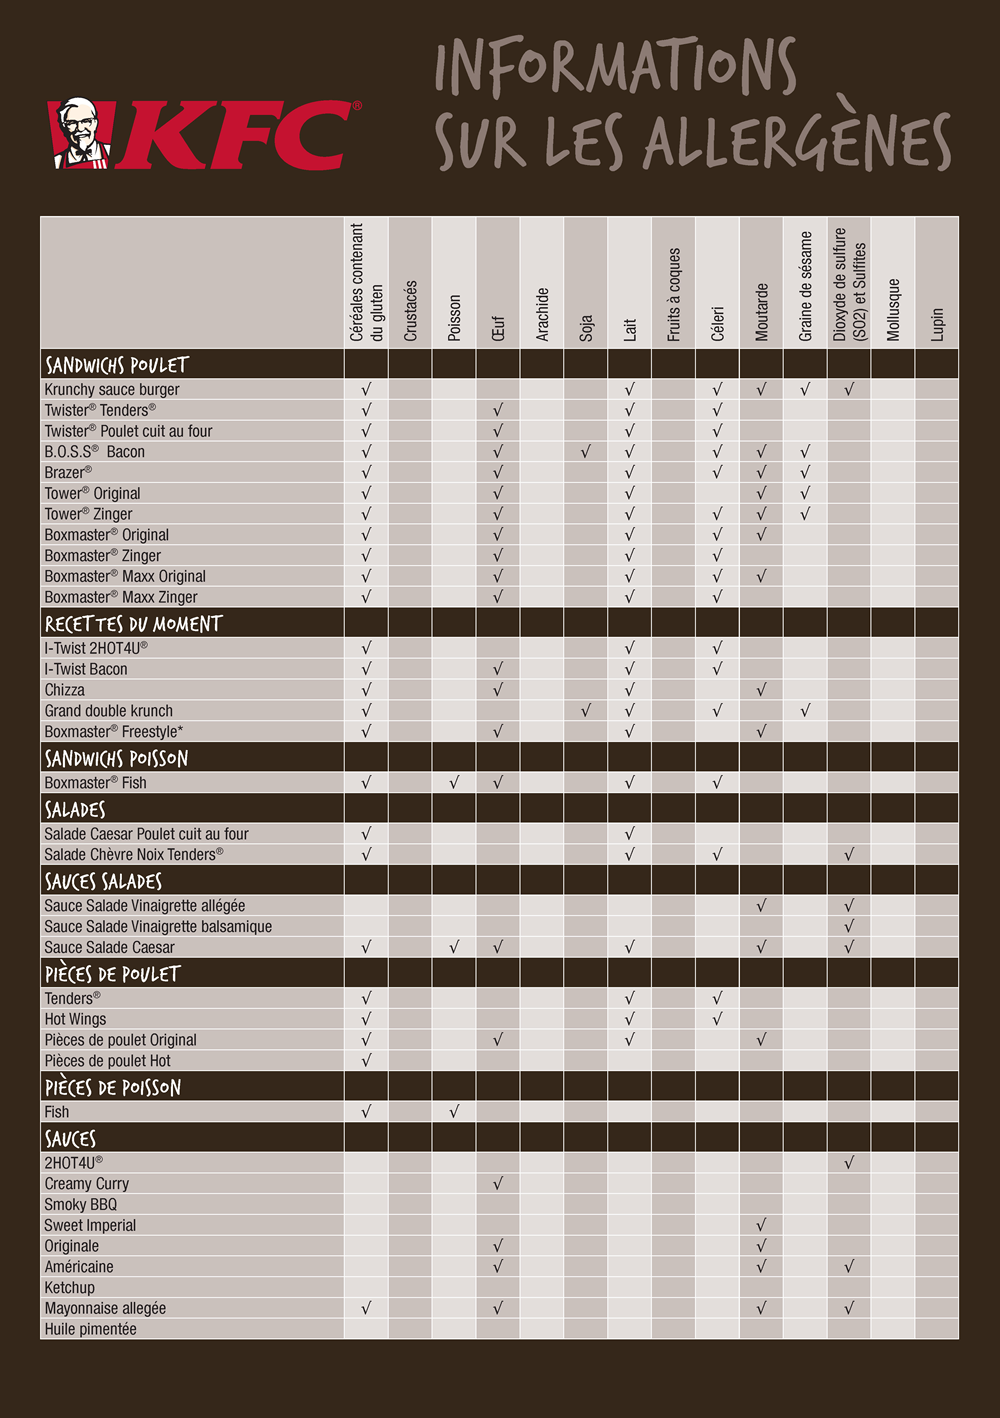 INFORMATIONS
SUR LES ALLERGÈNES
KFC®
Céréales contenant du gluten
Crustacés
Poisson
Œuf
Arachide
Soja
Lait
Fruits à coques
Céleri
Moutarde
Graine de sésame
Dioxyde de sulfure (SO2) et Sulfites
Mollusque
Lupin
SANDWICHS POULET
Krunchy sauce burger √ √ √ √ √ √
Twister® Tenders® √ √ √ √
Twister® Poulet cuit au four √ √ √ √
B.O.S.S® Bacon √ √ √ √ √ √ √
Brazer® √ √ √ √ √ √
Tower® Original √ √ √ √ √
Tower® Zinger √ √ √ √ √ √
Boxmaster® Original √ √ √ √ √
Boxmaster® Zinger √ √ √ √
Boxmaster® Maxx Original √ √ √ √ √
Boxmaster® Maxx Zinger √ √ √ √
RECETTES DU MOMENT
I-Twist 2HOT4U® √ √ √
I-Twist Bacon √ √ √ √
Chizza √ √ √ √
Grand double krunch √ √ √ √ √
Boxmaster® Freestyle* √ √ √ √
SANDWICHS POISSON
Boxmaster® Fish √ √ √ √ √
SALADES
Salade Caesar Poulet cuit au four √ √
Salade Chèvre Noix Tenders® √ √ √ √
SAUCES SALADES
Sauce Salade Vinaigrette allégée √ √
Sauce Salade Vinaigrette balsamique √
Sauce Salade Caesar √ √ √ √ √ √
PIÈCES DE POULET
Tenders® √ √ √
Hot Wings √ √ √
Pièces de poulet Original √ √ √ √
Pièces de poulet Hot √
PIÈCES DE POISSON
Fish √ √
SAUCES
2HOT4U® √
Creamy Curry √
Smoky BBQ
Sweet Imperial √
Originale √ √
Américaine √ √ √
Ketchup
Mayonnaise allegée √ √ √ √
Huile pimentée